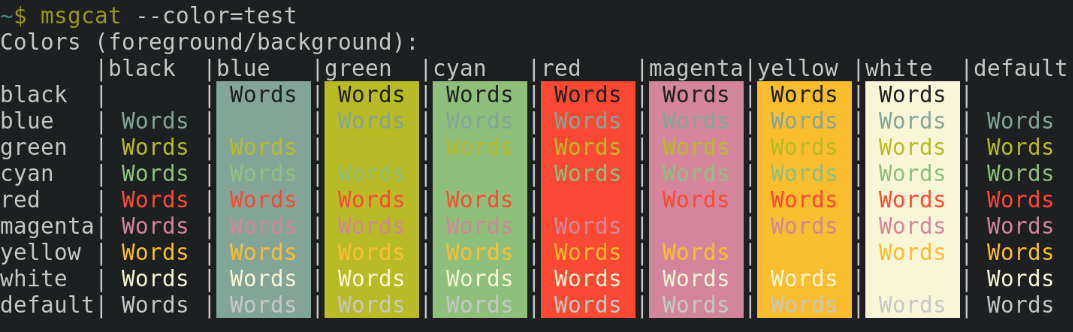 ~$ msgcat --color=test
Colors (foreground/background):
       |black  |blue   |green  |cyan   |red    |magenta|yellow |white  |default
black  |       | Words | Words | Words | Words | Words | Words | Words |
blue   | Words |       | Words | Words | Words | Words | Words | Words | Words
green  | Words | Words |       | Words | Words | Words | Words | Words | Words
cyan   | Words | Words | Words |       | Words | Words | Words | Words | Words
red    | Words | Words | Words | Words |       | Words | Words | Words | Words
magenta| Words | Words | Words | Words | Words |       | Words | Words | Words
yellow | Words | Words | Words | Words | Words | Words |       | Words | Words
white  | Words | Words | Words | Words | Words | Words | Words |       | Words
default| Words | Words | Words | Words | Words | Words | Words | Words | Words